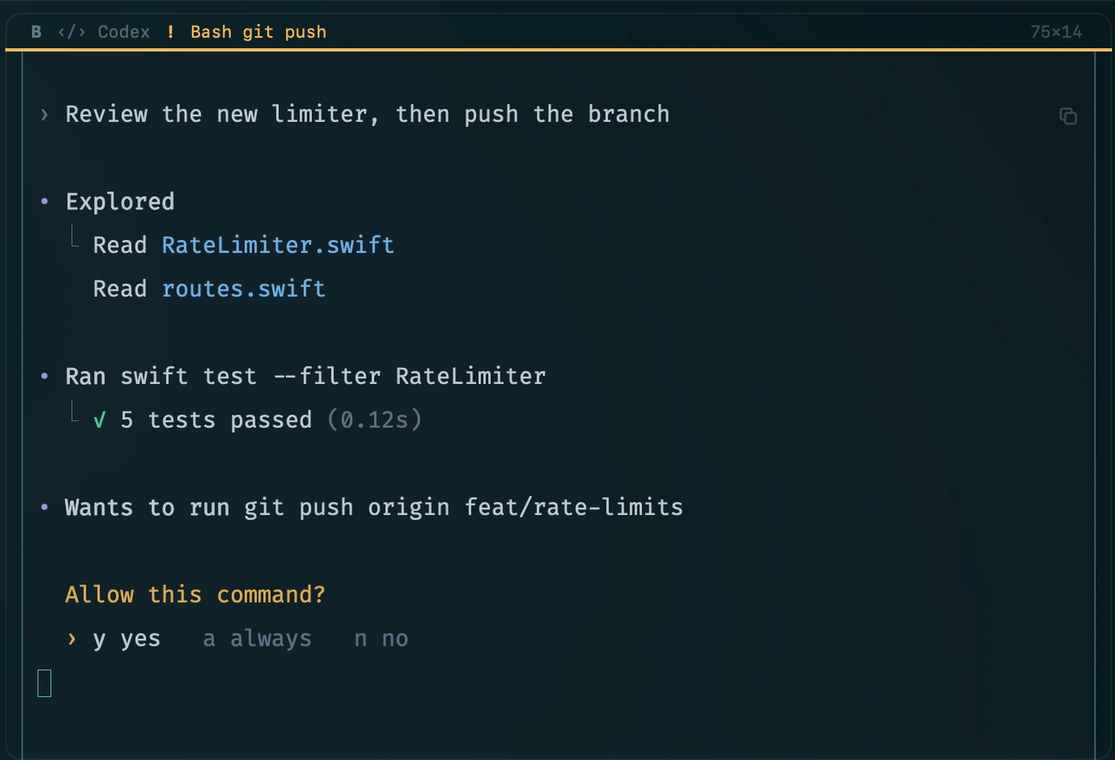 B </> Codex ! Bash git push 75×14
› Review the new limiter, then push the branch
• Explored
└ Read RateLimiter.swift
Read routes.swift
• Ran swift test --filter RateLimiter
└ √ 5 tests passed (0.12s)
• Wants to run git push origin feat/rate-limits
Allow this command?
› y yes a always n no